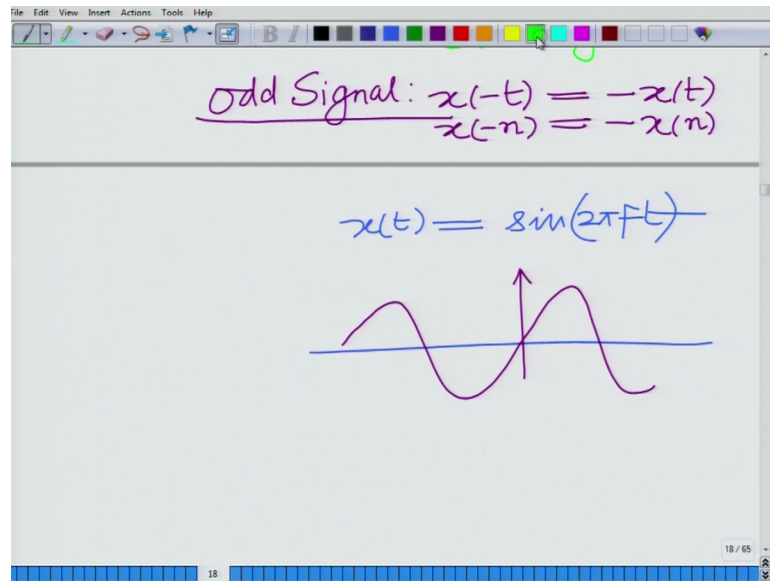 File Edit View Insert Actions Tools Help
B I
Odd Signal: x(-t) = -x(t)
x(-n) = -x(n)
x(t) = sin(2πFt)
18 / 65
18